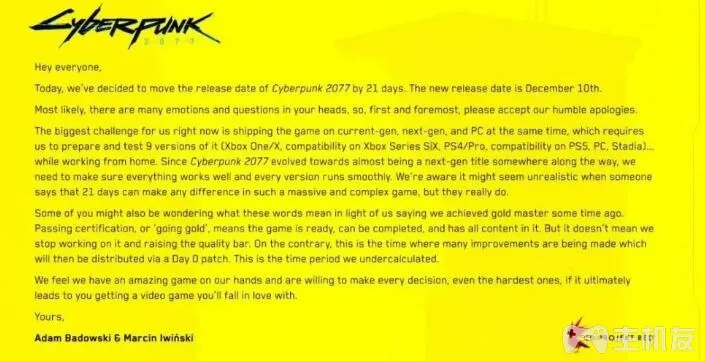 Cyberpunk
2077
Hey everyone,
Today, we've decided to move the release date of Cyberpunk 2077 by 21 days. The new release date is December 10th.
Most likely, there are many emotions and questions in your heads, so, first and foremost, please accept our humble apologies.
The biggest challenge for us right now is shipping the game on current-gen, next-gen, and PC at the same time, which requires
us to prepare and test 9 versions of it (Xbox One/X, compatibility on Xbox Series S|X, PS4/Pro, compatibility on PS5, PC, Stadia)...
while working from home. Since Cyberpunk 2077 evolved towards almost being a next-gen title somewhere along the way, we
need to make sure everything works well and every version runs smoothly. We're aware it might seem unrealistic when someone
says that 21 days can make any difference in such a massive and complex game, but they really do.
Some of you might also be wondering what these words mean in light of us saying we achieved gold master some time ago.
Passing certification, or 'going gold', means the game is ready, can be completed, and has all content in it. But it doesn't mean we
stop working on it and raising the quality bar. On the contrary, this is the time where many improvements are being made which
will then be distributed via a Day 0 patch. This is the time period we undercalculated.
We feel we have an amazing game on our hands and are willing to make every decision, even the hardest ones, if it ultimately
leads to you getting a video game you'll fall in love with.
Yours,
Adam Badowski & Marcin Iwiński
CD PROJEKT RED
主机友